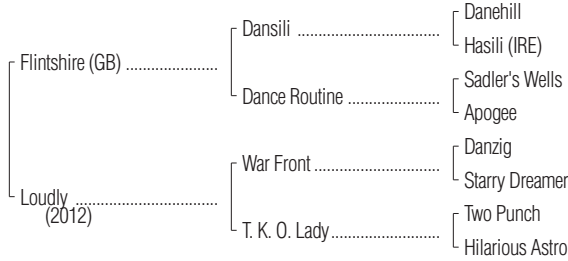 Danehill
Dansili ........................................
Hasili (IRE)
Flintshire (GB) ..........................
Sadler's Wells
Dance Routine ..........................
Apogee
Danzig
War Front ...................................
Starry Dreamer
Loudly ........................................
(2012)
Two Punch
T. K. O. Lady ..............................
Hilarious Astro